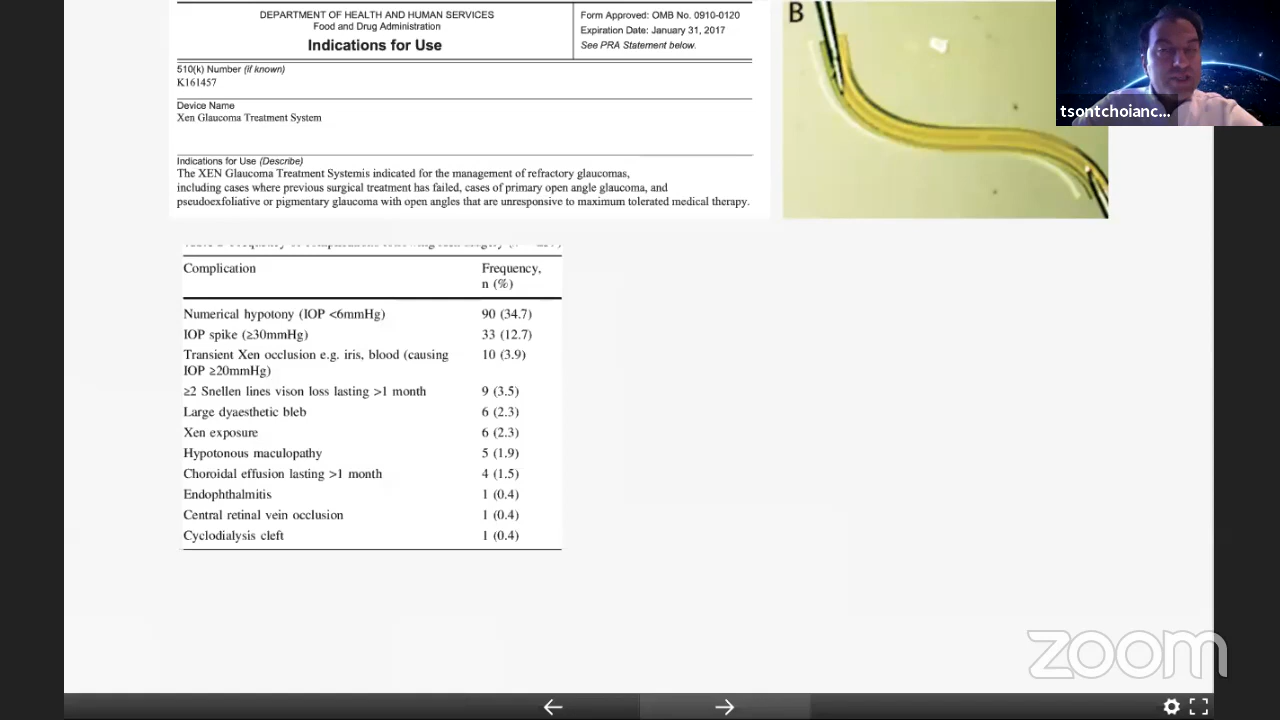 DEPARTMENT OF HEALTH AND HUMAN SERVICES
Food and Drug Administration
Indications for Use
Form Approved: OMB No. 0910-0120
Expiration Date: January 31, 2017
See PRA Statement below.
510(k) Number (if known)
K161457
Device Name
Xen Glaucoma Treatment System
Indications for Use (Describe)
The XEN Glaucoma Treatment Systemis indicated for the management of refractory glaucomas,
including cases where previous surgical treatment has failed, cases of primary open angle glaucoma, and
pseudoexfoliative or pigmentary glaucoma with open angles that are unresponsive to maximum tolerated medical therapy.
B
tsontchoianc...
Complication Frequency,
n (%)
Numerical hypotony (IOP <6mmHg) 90 (34.7)
IOP spike (≥30mmHg) 33 (12.7)
Transient Xen occlusion e.g. iris, blood (causing 10 (3.9)
IOP ≥20mmHg)
≥2 Snellen lines vison loss lasting >1 month 9 (3.5)
Large dyaesthetic bleb 6 (2.3)
Xen exposure 6 (2.3)
Hypotonous maculopathy 5 (1.9)
Choroidal effusion lasting >1 month 4 (1.5)
Endophthalmitis 1 (0.4)
Central retinal vein occlusion 1 (0.4)
Cyclodialysis cleft 1 (0.4)
zoom